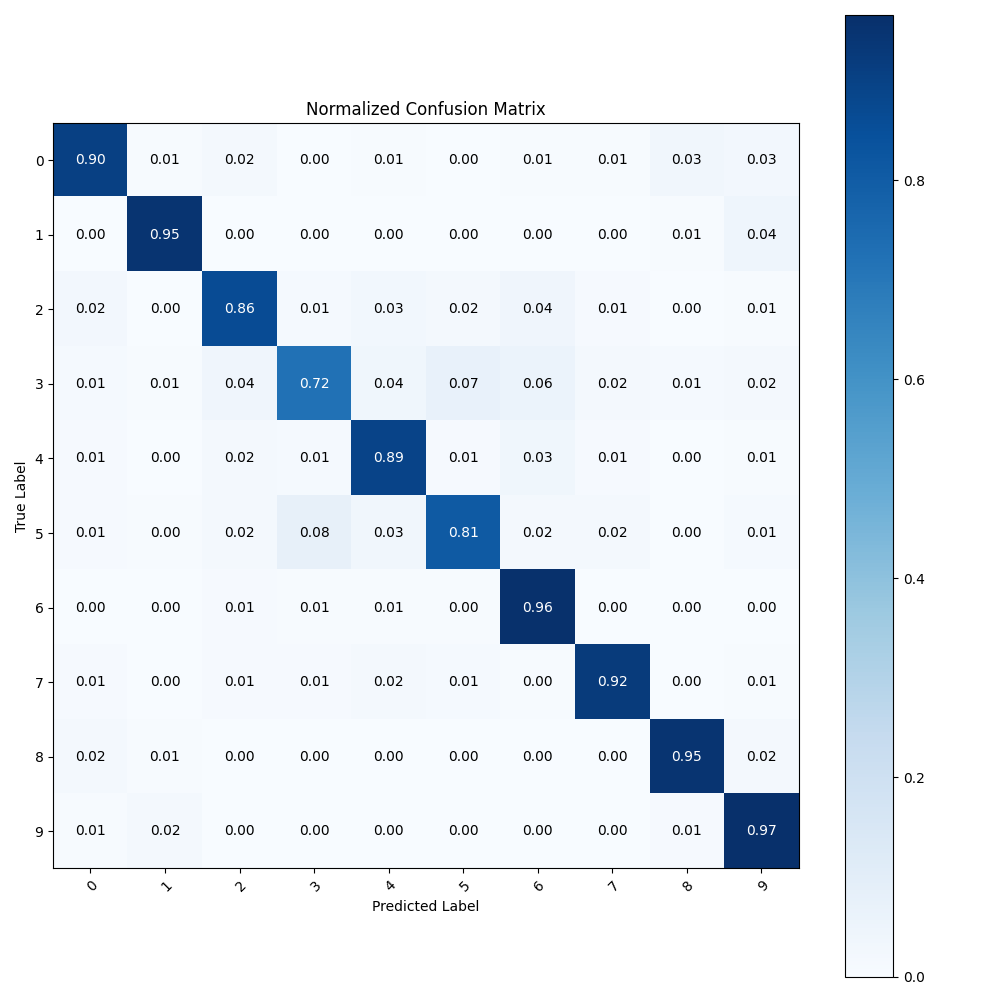 Normalized Confusion Matrix
0 0.90 0.01 0.02 0.00 0.01 0.00 0.01 0.01 0.03 0.03
1 0.00 0.95 0.00 0.00 0.00 0.00 0.00 0.00 0.01 0.04
2 0.02 0.00 0.86 0.01 0.03 0.02 0.04 0.01 0.00 0.01
3 0.01 0.01 0.04 0.72 0.04 0.07 0.06 0.02 0.01 0.02
4 0.01 0.00 0.02 0.01 0.89 0.01 0.03 0.01 0.00 0.01
5 0.01 0.00 0.02 0.08 0.03 0.81 0.02 0.02 0.00 0.01
6 0.00 0.00 0.01 0.01 0.01 0.00 0.96 0.00 0.00 0.00
7 0.01 0.00 0.01 0.01 0.02 0.01 0.00 0.92 0.00 0.01
8 0.02 0.01 0.00 0.00 0.00 0.00 0.00 0.00 0.95 0.02
9 0.01 0.02 0.00 0.00 0.00 0.00 0.00 0.00 0.01 0.97
0 1 2 3 4 5 6 7 8 9
Predicted Label
True Label
0.8
0.6
0.4
0.2
0.0